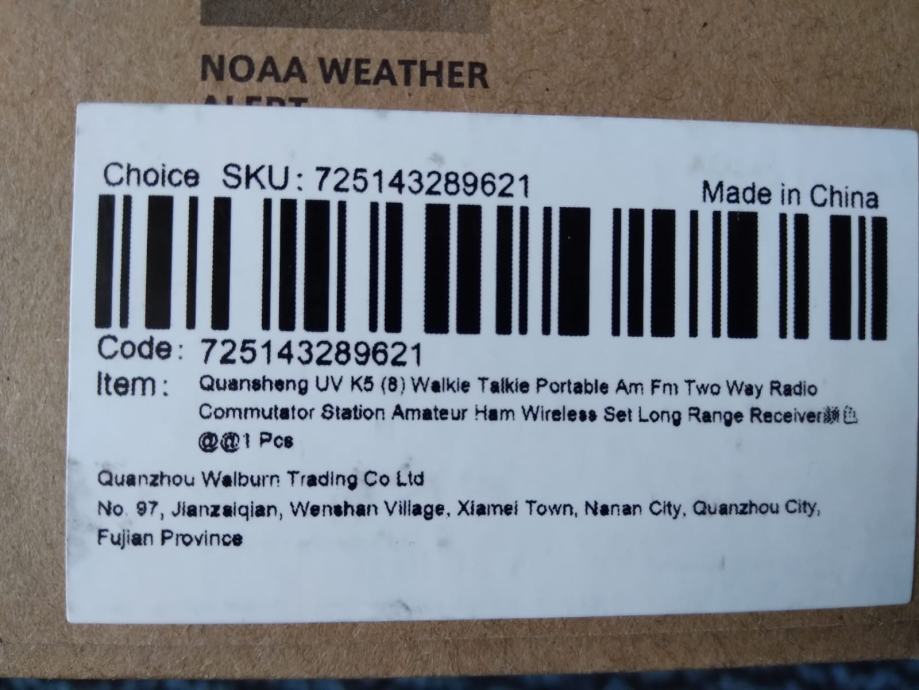 NOAA WEATHER
ALERT
Choice SKU: 725143289621
Made in China
Code: 725143289621
Item: Quansheng UV K5 (8) Walkie Talkie Portable Am Fm Two Way Radio
Commutator Station Amateur Ham Wireless Set Long Range Receiver颜色
@@1 Pcs
Quanzhou Walburn Trading Co Ltd
No. 97, Jianzaiqian, Wenshan Village, Xiamei Town, Nanan City, Quanzhou City,
Fujian Province